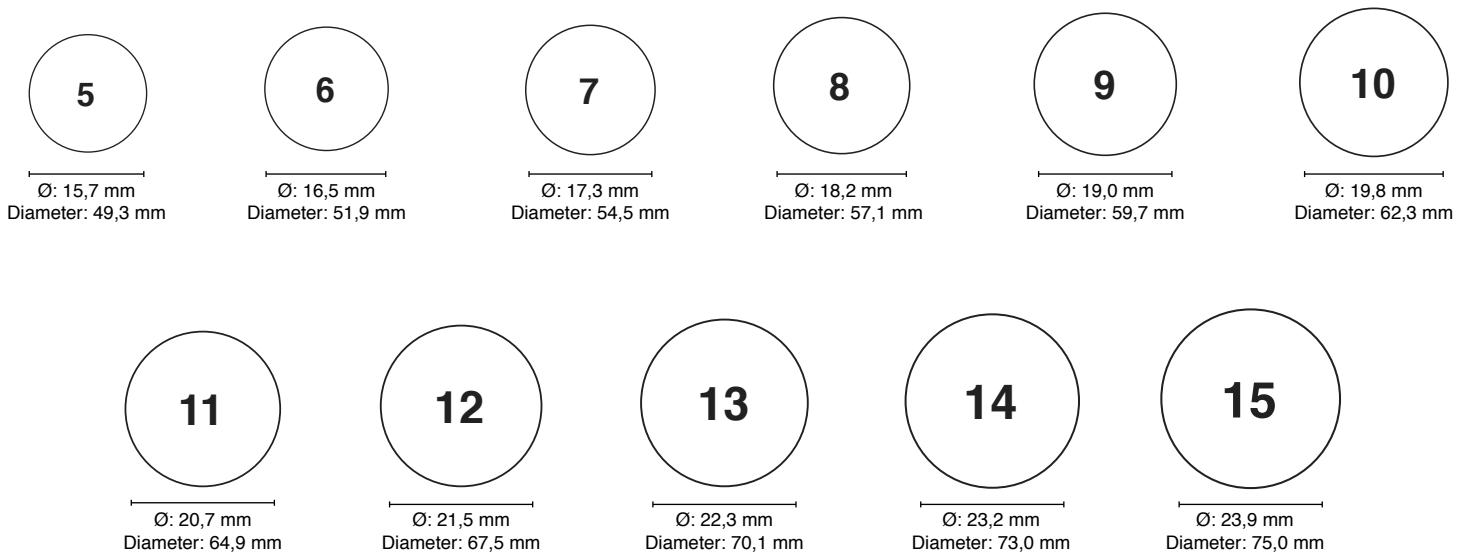 5
6
7
8
9
10
Ø: 15,7 mm
Diameter: 49,3 mm
Ø: 16,5 mm
Diameter: 51,9 mm
Ø: 17,3 mm
Diameter: 54,5 mm
Ø: 18,2 mm
Diameter: 57,1 mm
Ø: 19,0 mm
Diameter: 59,7 mm
Ø: 19,8 mm
Diameter: 62,3 mm
11
12
13
14
15
Ø: 20,7 mm
Diameter: 64,9 mm
Ø: 21,5 mm
Diameter: 67,5 mm
Ø: 22,3 mm
Diameter: 70,1 mm
Ø: 23,2 mm
Diameter: 73,0 mm
Ø: 23,9 mm
Diameter: 75,0 mm